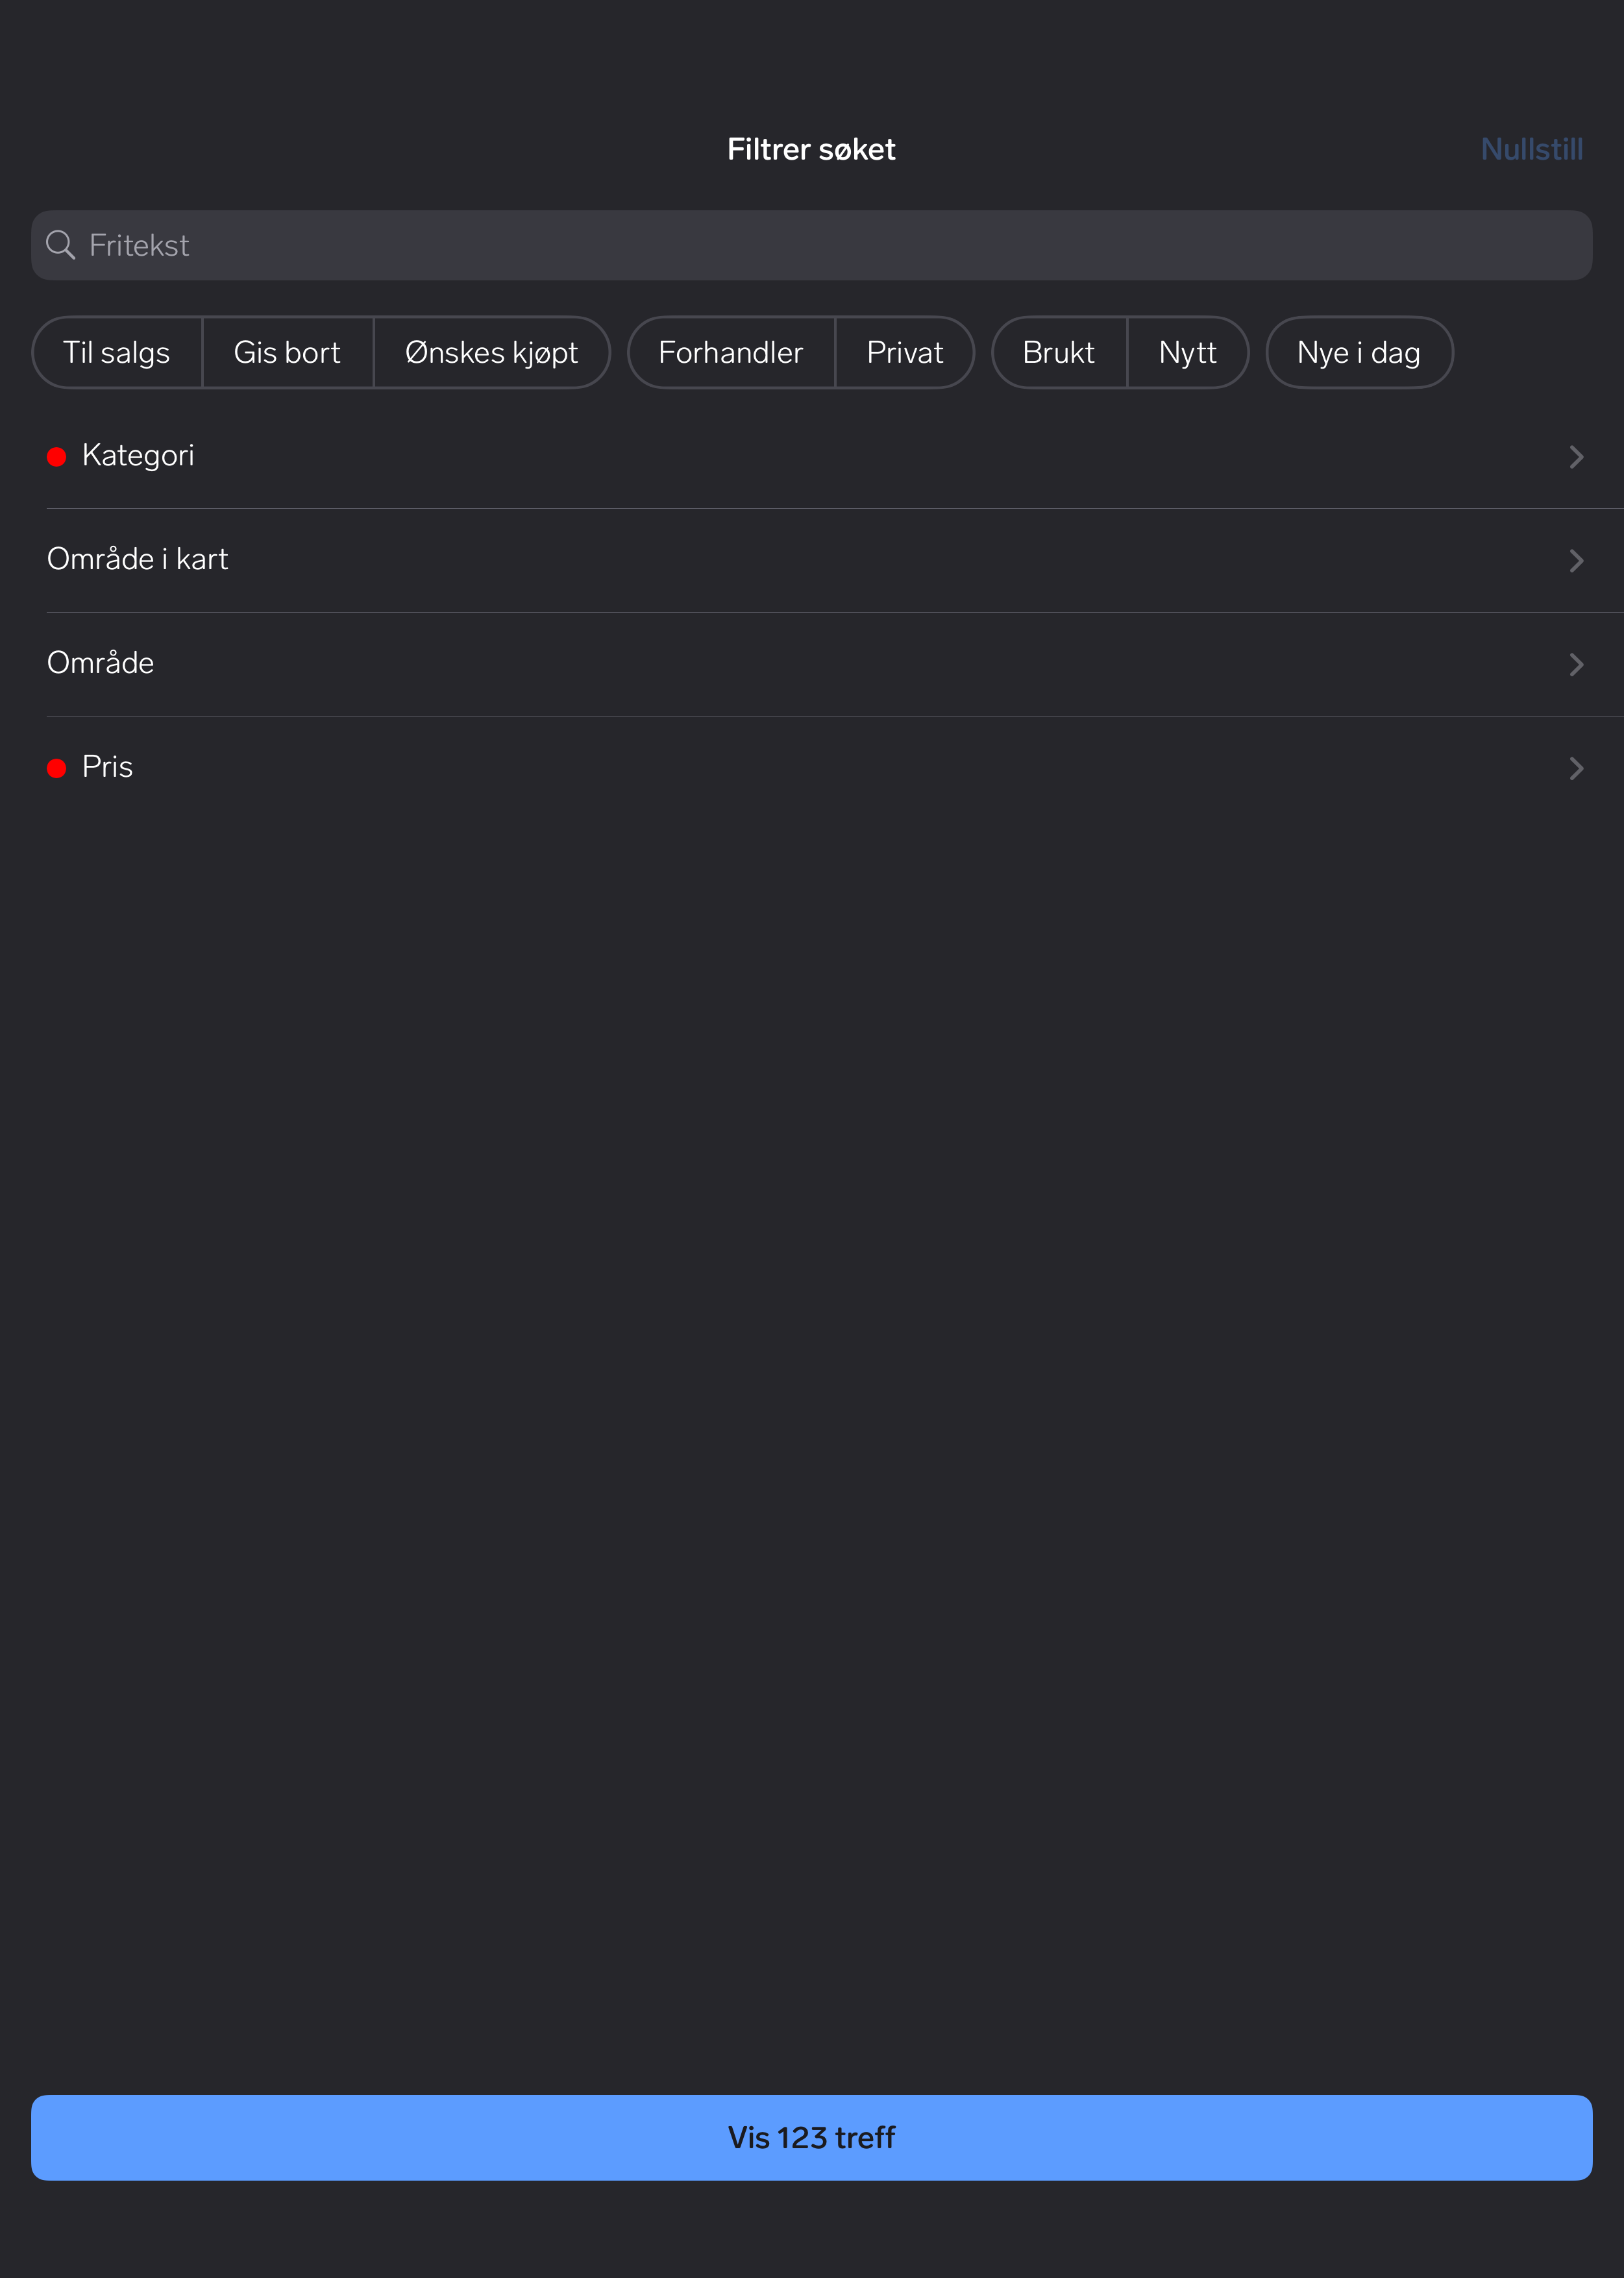 Filtrer søket Nullstill
Fritekst
Til salgs Gis bort Ønskes kjøpt Forhandler Privat Brukt Nytt Nye i dag
Kategori
Område i kart
Område
Pris
Vis 123 treff